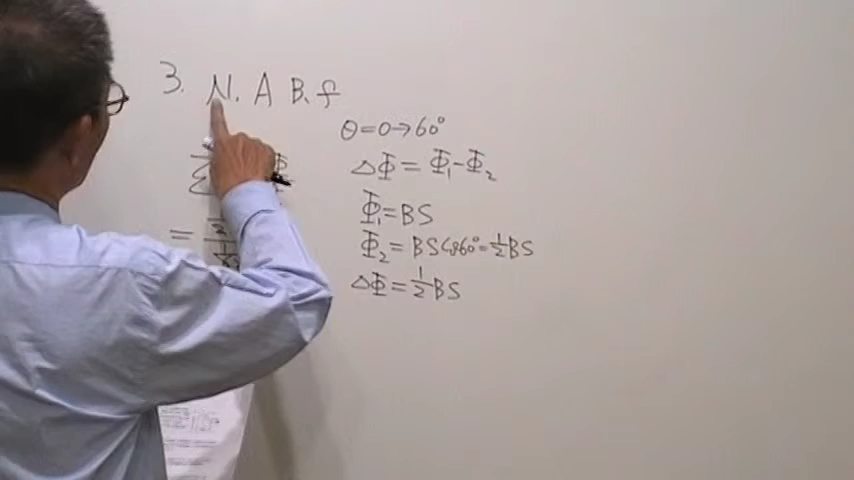 3. N. A B. f
θ=0→60°
ΔΦ=Φ₁-Φ₂
Φ₁=BS
Φ₂=BSCos60°=½BS
=
ΔΦ=½BS